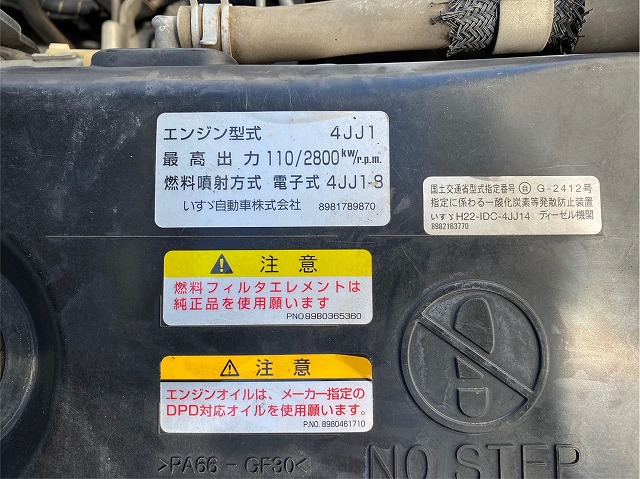 エンジン型式 4JJ1
最高出力 110/2800 kw/r.p.m.
燃料噴射方式 電子式 4JJ1-3
いすゞ自動車株式会社 8981789870
国土交通省型式指定番号 自 G-2412号
指定に係わる一酸化炭素等発散防止装置
いすゞH22-IDC-4JJ14 ディーゼル機関
8982163770
注意
燃料フィルタエレメントは
純正品を使用願います
PNO.8980365360
注意
エンジンオイルは、メーカー指定の
DPD対応オイルを使用願います。
P.NO. 8980461710
>PA66-GF30<
NO STEP